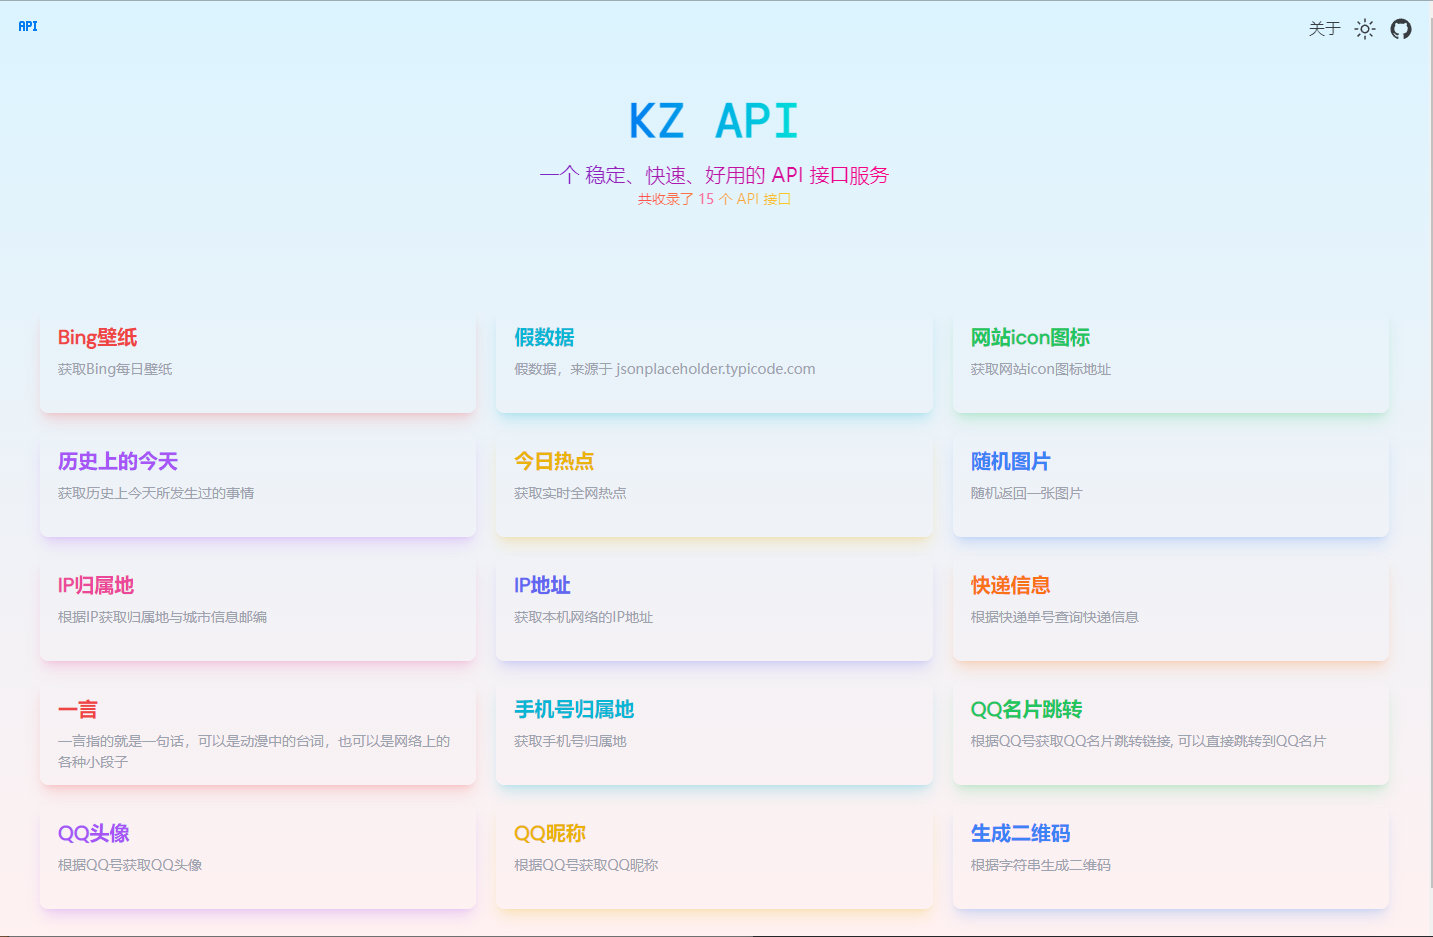 API
关于
KZ API
一个 稳定、快速、好用的 API 接口服务
共收录了 15 个 API 接口
Bing壁纸
获取Bing每日壁纸
假数据
假数据，来源于 jsonplaceholder.typicode.com
网站icon图标
获取网站icon图标地址
历史上的今天
获取历史上今天所发生过的事情
今日热点
获取实时全网热点
随机图片
随机返回一张图片
IP归属地
根据IP获取归属地与城市信息邮编
IP地址
获取本机网络的IP地址
快递信息
根据快递单号查询快递信息
一言
一言指的就是一句话，可以是动漫中的台词，也可以是网络上的
各种小段子
手机号归属地
获取手机号归属地
QQ名片跳转
根据QQ号获取QQ名片跳转链接, 可以直接跳转到QQ名片
QQ头像
根据QQ号获取QQ头像
QQ昵称
根据QQ号获取QQ昵称
生成二维码
根据字符串生成二维码